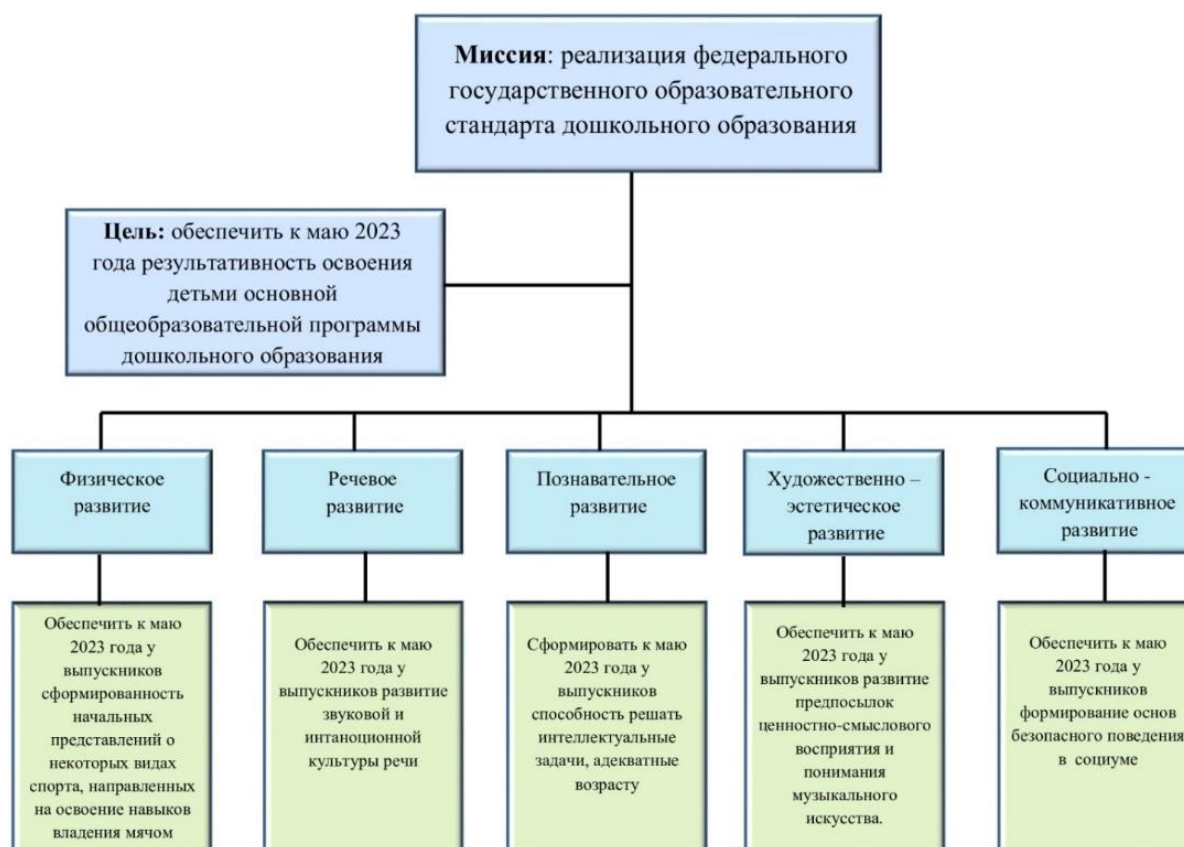 Миссия: реализация федерального
государственного образовательного
стандарта дошкольного образования
Цель: обеспечить к маю 2023
года результативность освоения
детьми основной
общеобразовательной программы
дошкольного образования
Физическое
развитие
Речевое
развитие
Познавательное
развитие
Художественно –
эстетическое
развитие
Социально -
коммуникативное
развитие
Обеспечить к маю
2023 года у
выпускников
сформированность
начальных
представлений о
некоторых видах
спорта, направленных
на освоение навыков
владения мячом
Обеспечить к маю
2023 года у
выпускников развитие
звуковой и
интаноционной
культуры речи
Сформировать к маю
2023 года у
выпускников
способность решать
интеллектуальные
задачи, адекватные
возрасту
Обеспечить к маю
2023 года у
выпускников развитие
предпосылок
ценностно-смыслового
восприятия и
понимания
музыкального
искусства.
Обеспечить к маю
2023 года у
выпускников
формирование основ
безопасного поведения
в социуме